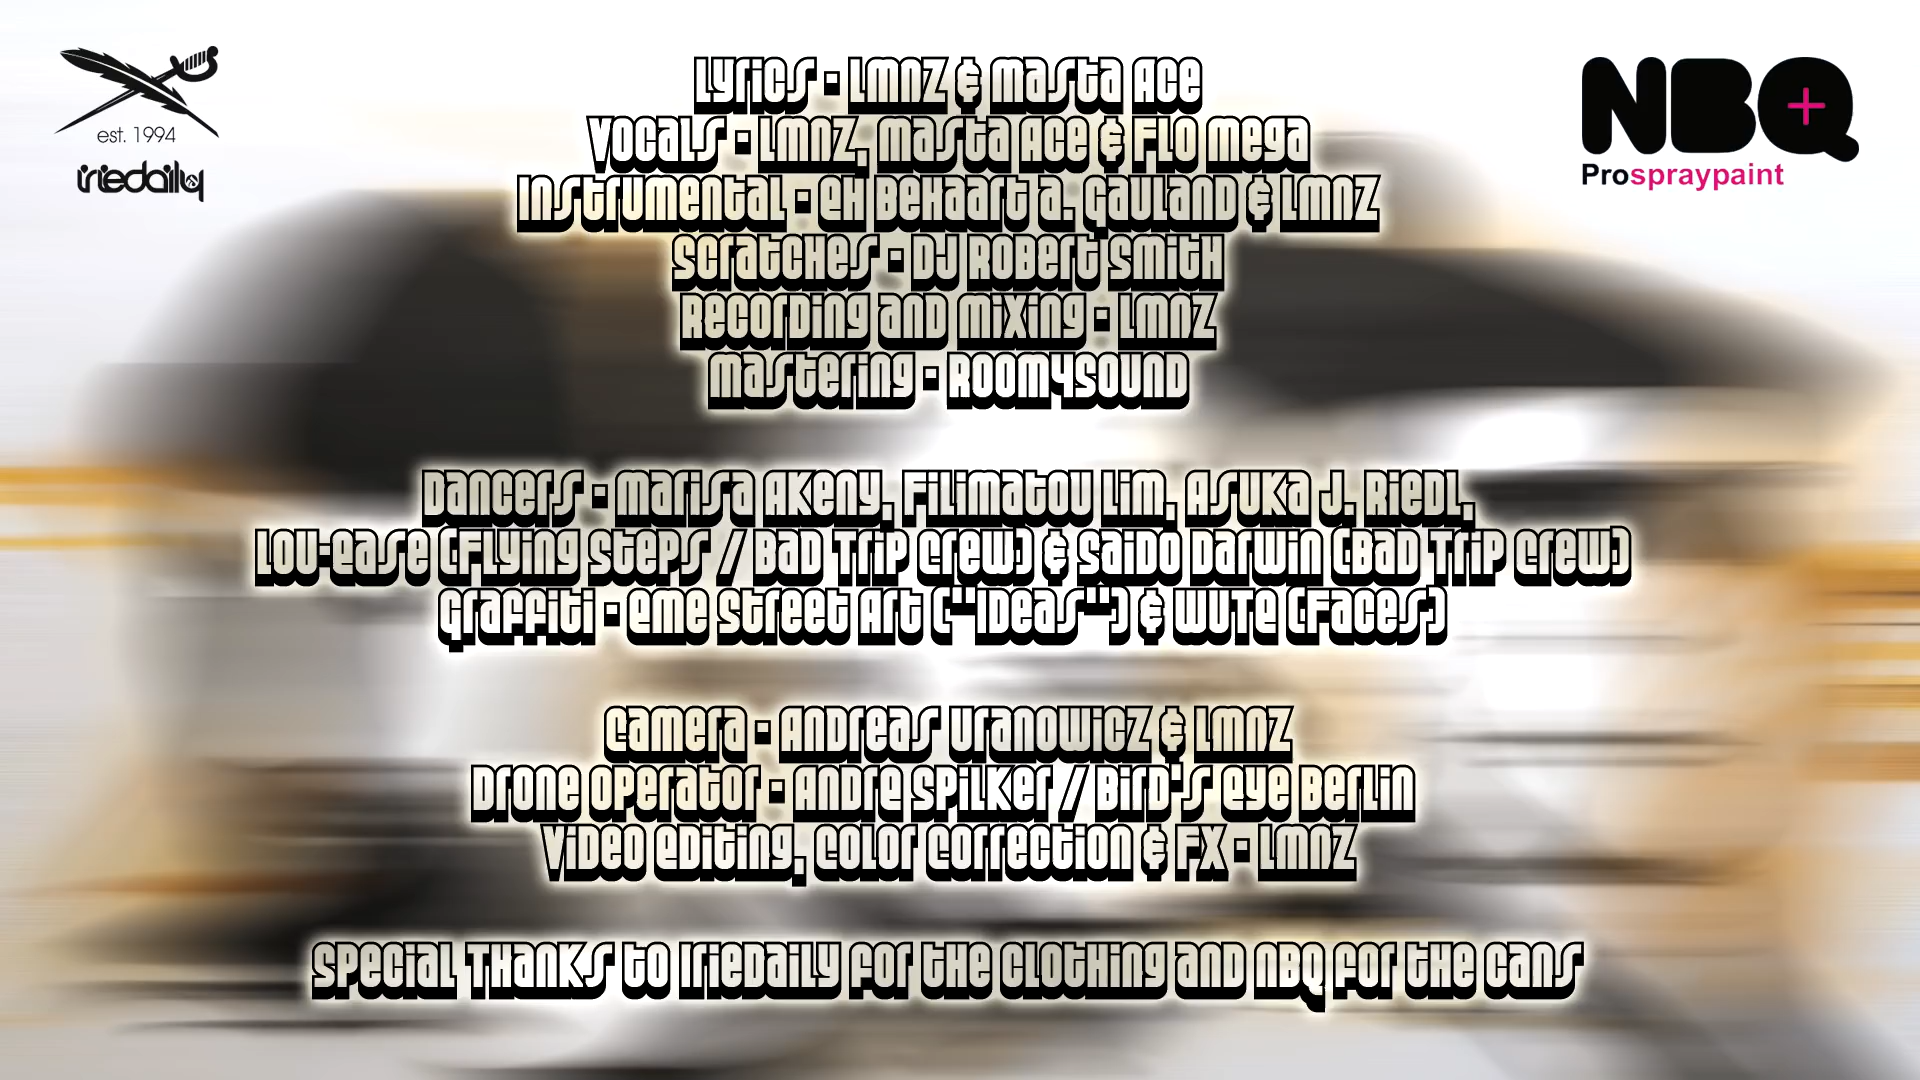 est. 1994
iriedaily
NBQ
Prospraypaint
Lyrics - LMNZ & Masta Ace
Vocals - LMNZ, Masta Ace & Flo Mega
Instrumental - eh behaart a. Gauland & LMNZ
Scratches - DJ Robert Smith
Recording and Mixing - LMNZ
Mastering - Room4Sound
Dancers - Marisa Akeny, Filimatou Lim, Asuka J. Riedl,
Lou-ease (Flying Steps // Bad Trip Crew) & Saido Darwin (Bad Trip Crew)
Graffiti - eme Street Art ("Ideas") & WUTE (Faces)
Camera - Andreas Uranowicz & LMNZ
Drone Operator - Andre Spilker // Bird's eye Berlin
Video editing, Color Correction & FX - LMNZ
Special Thanks to Iriedaily for the clothing and NBQ for the cans